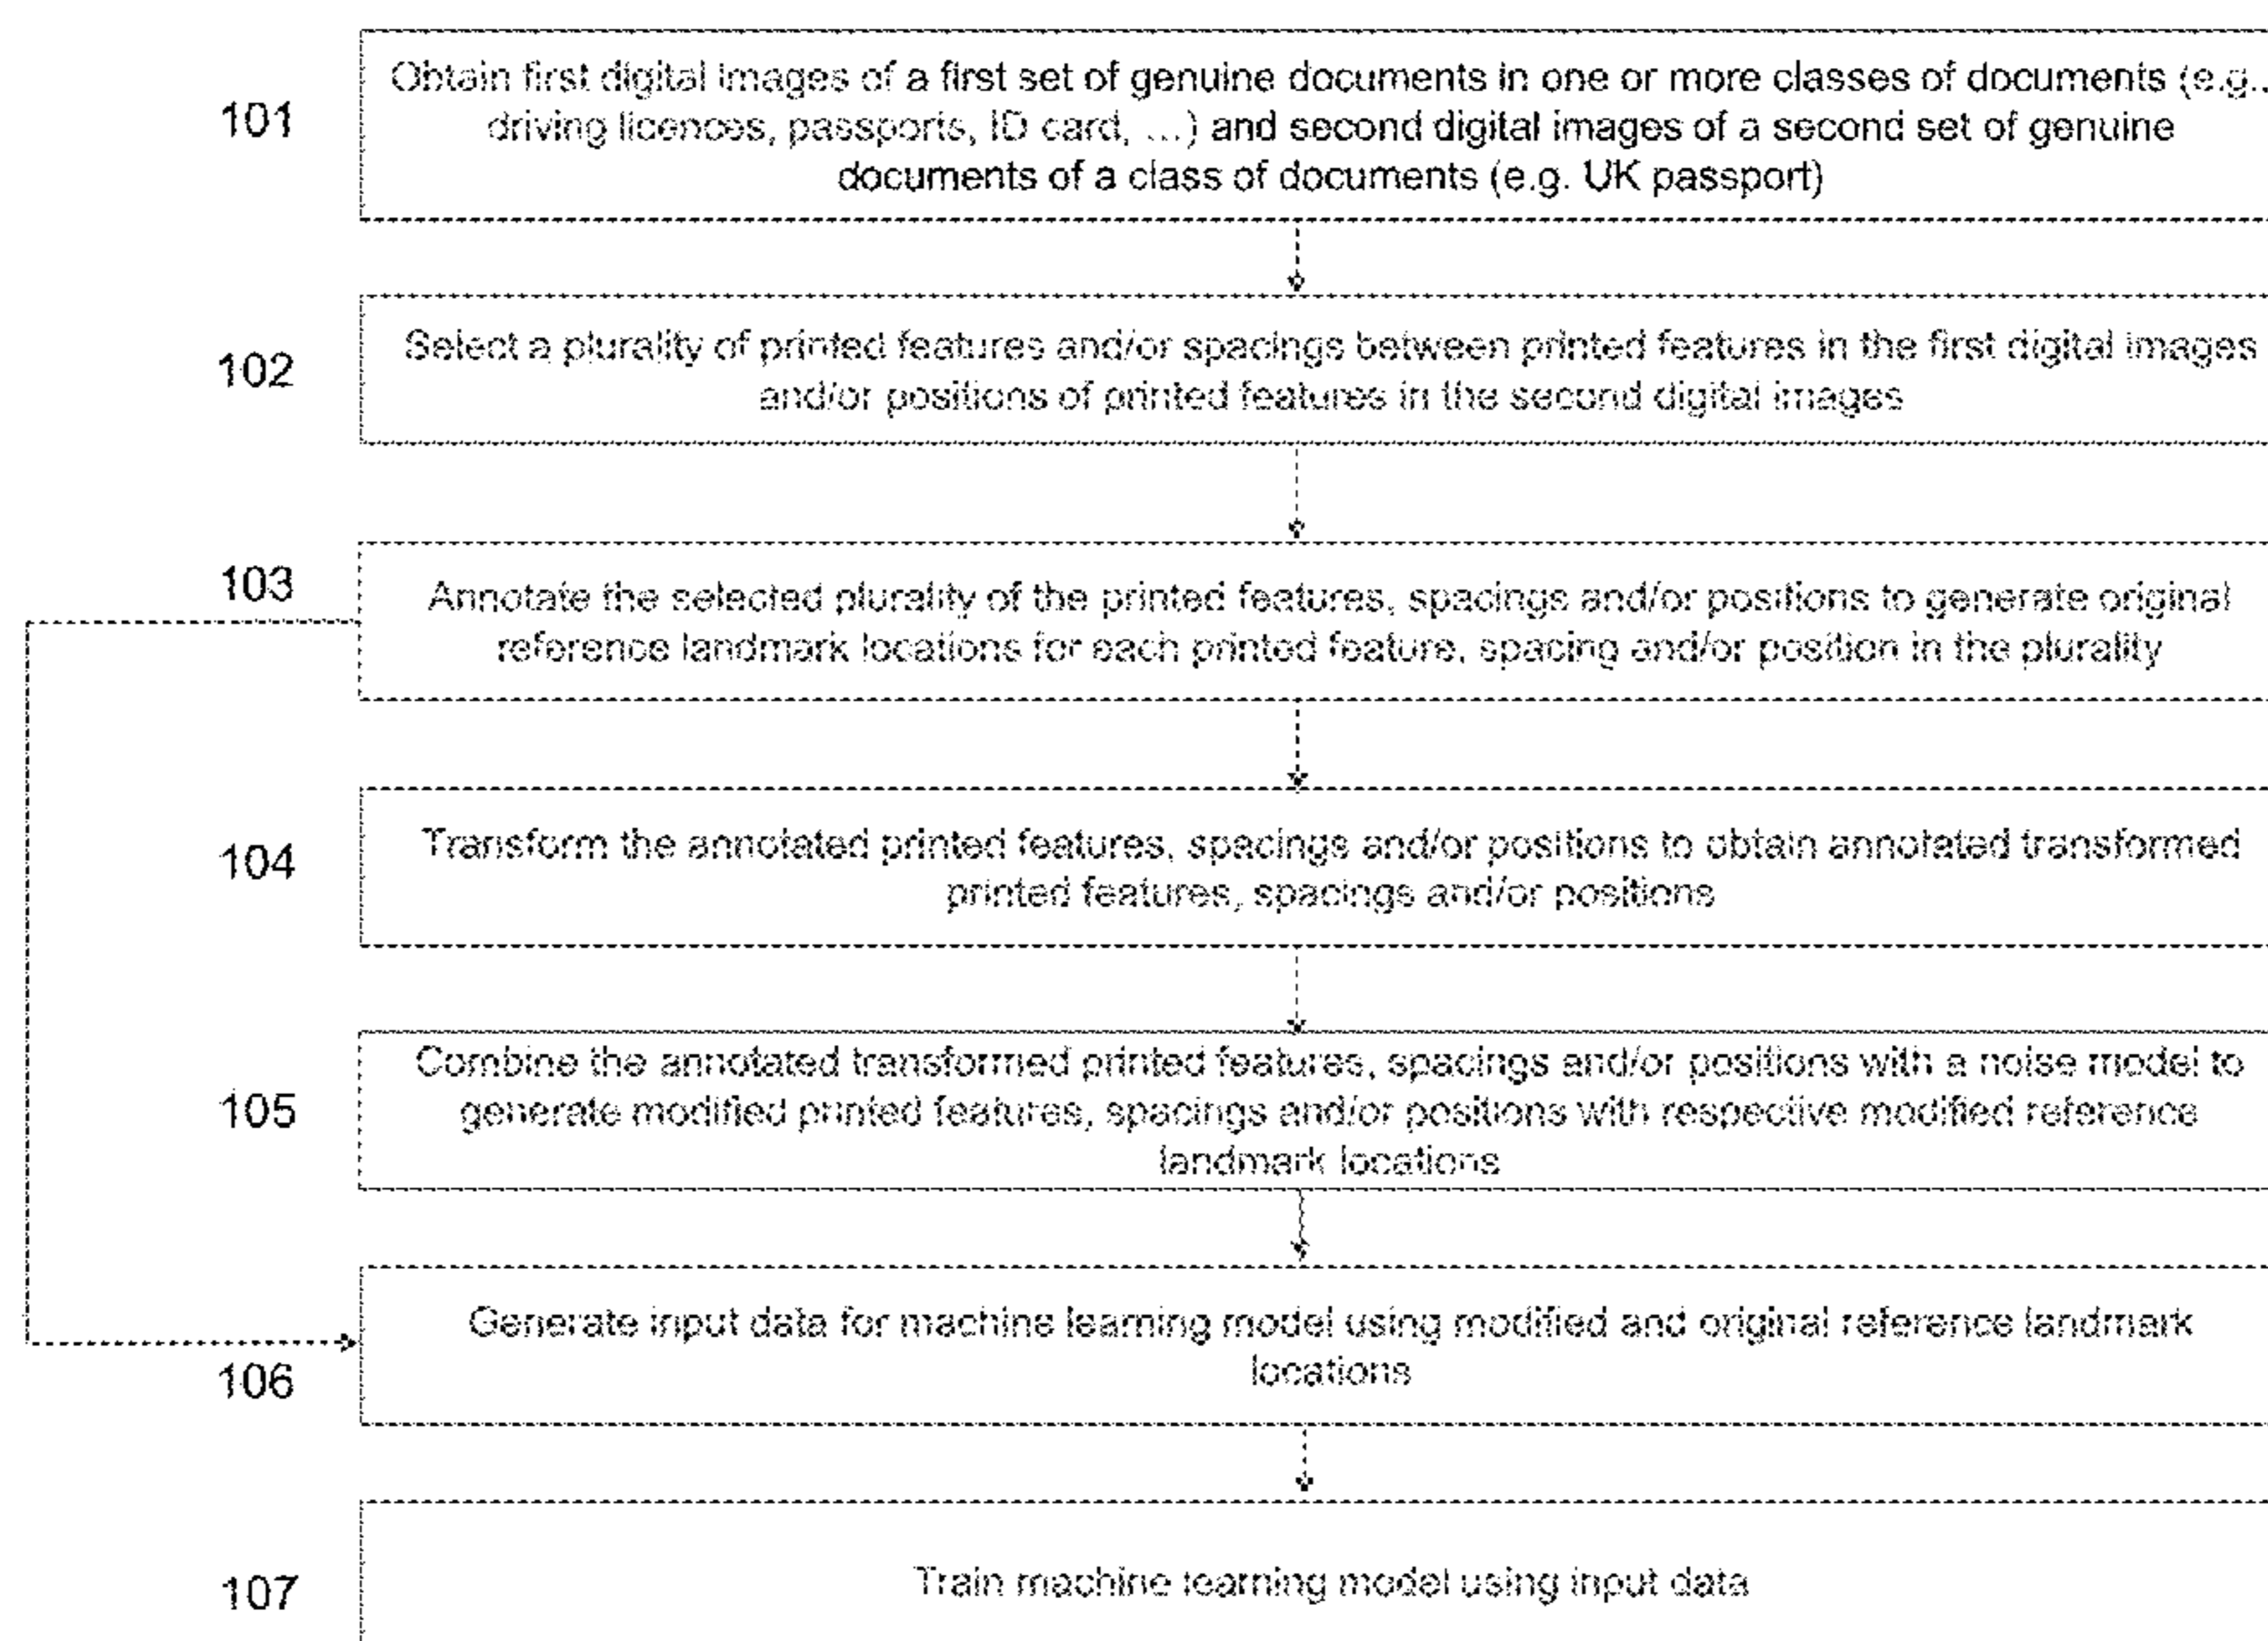 101
Obtain first digital images of a first set of genuine documents in one or more classes of documents (e.g.,
driving licences, passports, ID card, ...) and second digital images of a second set of genuine
documents of a class of documents (e.g. UK passport)
102
Select a plurality of printed features and/or spacings between printed features in the first digital images
and/or positions of printed features in the second digital images
103
Annotate the selected plurality of the printed features, spacings and/or positions to generate original
reference landmark locations for each printed feature, spacing and/or position in the plurality
104
Transform the annotated printed features, spacings and/or positions to obtain annotated transformed
printed features, spacings and/or positions
105
Combine the annotated transformed printed features, spacings and/or positions with a noise model to
generate modified printed features, spacings and/or positions with respective modified reference
landmark locations
106
Generate input data for machine learning model using modified and original reference landmark
locations
107
Train machine learning model using input data